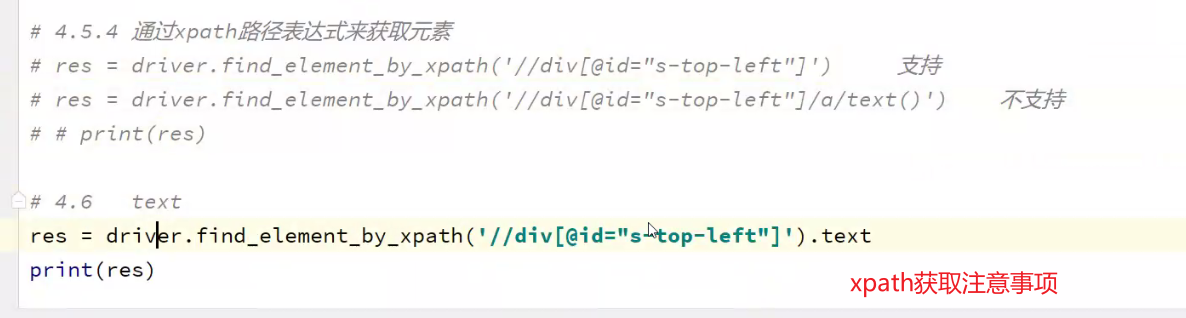 # 4.5.4 通过xpath路径表达式来获取元素
# res = driver.find_element_by_xpath('//div[@id="s-top-left"]')     支持
# res = driver.find_element_by_xpath('//div[@id="s-top-left"]/a/text()')    不支持
# # print(res)
# 4.6   text
res = driver.find_element_by_xpath('//div[@id="s-top-left"]').text
print(res)
xpath获取注意事项